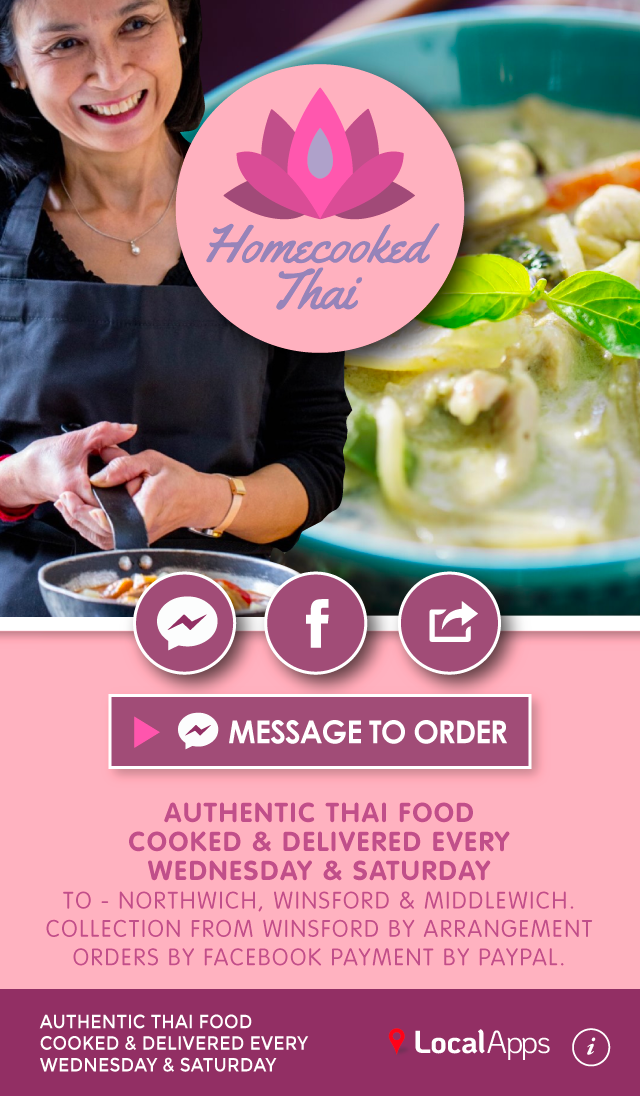 Homecooked
Thai
MESSAGE TO ORDER
AUTHENTIC THAI FOOD
COOKED & DELIVERED EVERY
WEDNESDAY & SATURDAY
TO - NORTHWICH, WINSFORD & MIDDLEWICH.
COLLECTION FROM WINSFORD BY ARRANGEMENT
ORDERS BY FACEBOOK PAYMENT BY PAYPAL.
AUTHENTIC THAI FOOD
COOKED & DELIVERED EVERY
WEDNESDAY & SATURDAY
LocalApps
i